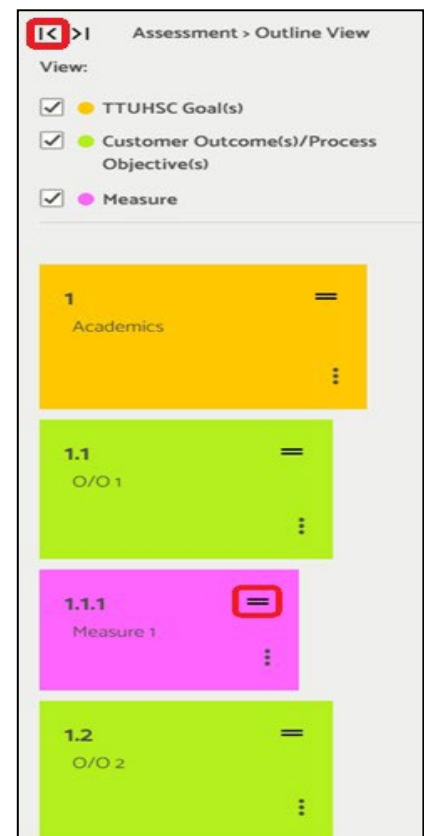 |< >| Assessment > Outline View
View:
TTUHSC Goal(s)
Customer Outcome(s)/Process
Objective(s)
Measure
1
Academics
1.1
O/O 1
1.1.1
Measure 1
1.2
O/O 2